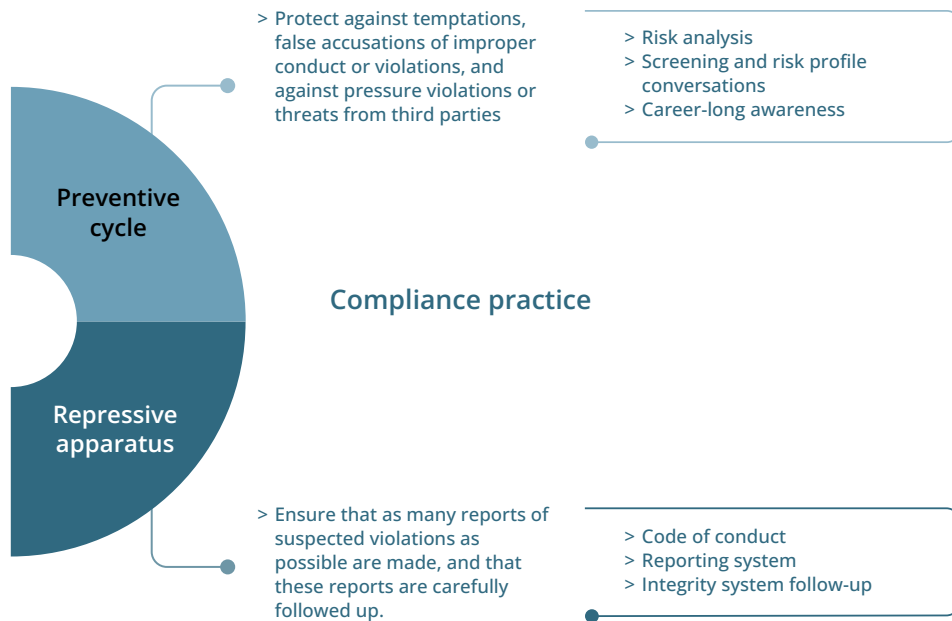 > Protect against temptations,
false accusations of improper
conduct or violations, and
against pressure violations or
threats from third parties
> Risk analysis
> Screening and risk profile
conversations
> Career-long awareness
Preventive
cycle
Compliance practice
Repressive
apparatus
> Ensure that as many reports of
suspected violations as
possible are made, and that
these reports are carefully
followed up.
> Code of conduct
> Reporting system
> Integrity system follow-up